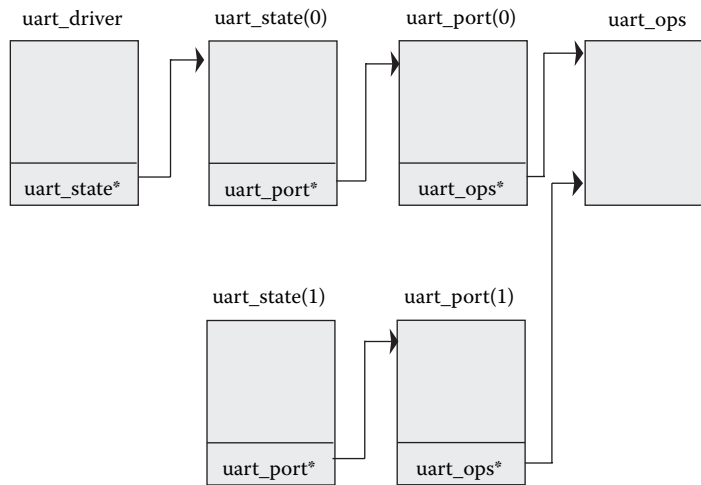 uart_driver
uart_state(0)
uart_port(0)
uart_ops
uart_state*
uart_port*
uart_ops*
uart_state(1)
uart_port(1)
uart_port*
uart_ops*